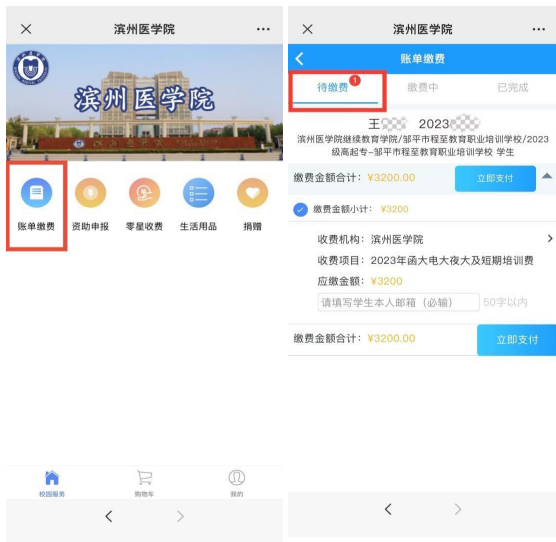 滨州医学院
滨州医学院
账单缴费
资助申报
零星收费
生活用品
捐赠
校园服务
购物车
我的
滨州医学院
账单缴费
待缴费
1
缴费中
已完成
王 2023
滨州医学院继续教育学院/邹平市程至教育职业培训学校/2023
级高起专-邹平市程至教育职业培训学校 学生
缴费金额合计：¥3200.00
立即支付
缴费金额小计：¥3200
收费机构：滨州医学院
收费项目：2023年函大电大夜大及短期培训费
应缴金额：¥3200
请填写学生本人邮箱（必输）
50字以内
缴费金额合计：¥3200.00
立即支付